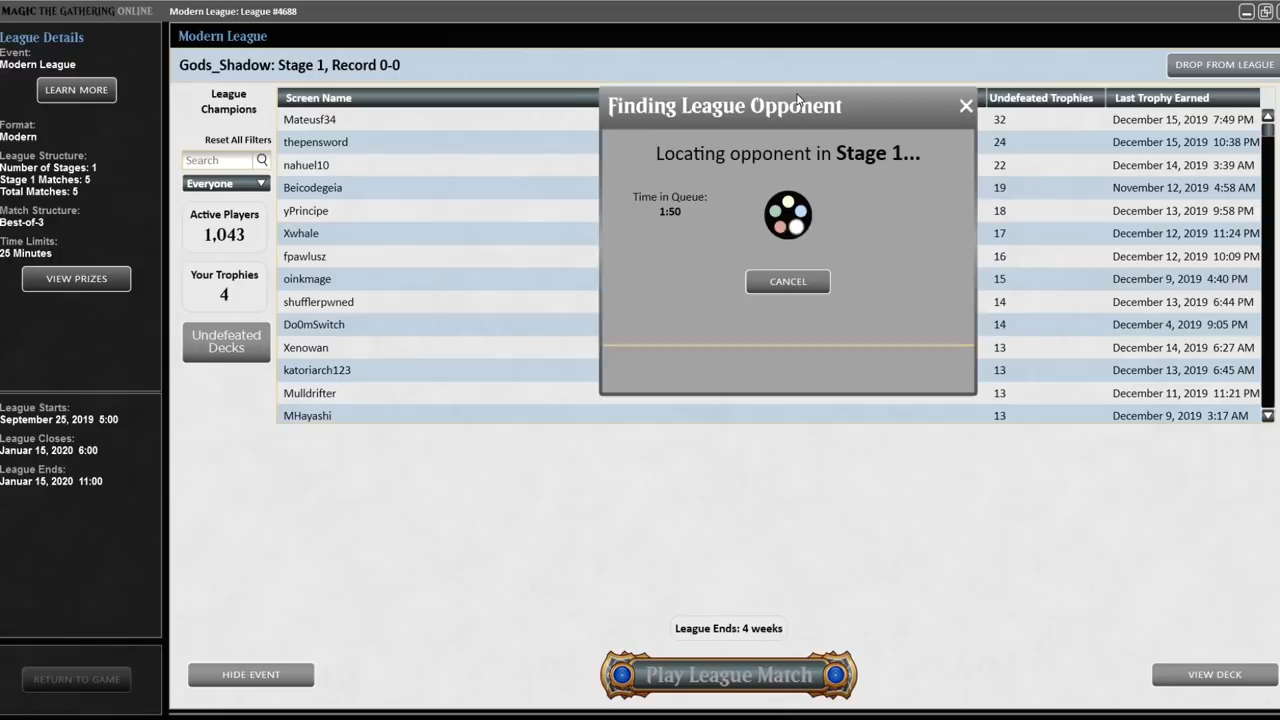 MAGIC THE GATHERING ONLINE
Modern League: League #4688
League Details
Event:
Modern League
LEARN MORE
Format:
Modern
League Structure:
Number of Stages: 1
Stage 1 Matches: 5
Total Matches: 5
Match Structure:
Best-of-3
Time Limits:
25 Minutes
VIEW PRIZES
League Starts:
September 25, 2019 5:00
League Closes:
Januar 15, 2020 6:00
League Ends:
Januar 15, 2020 11:00
RETURN TO GAME
Modern League
Gods_Shadow: Stage 1, Record 0-0
DROP FROM LEAGUE
League
Champions
Reset All Filters
Search
Everyone
Active Players
1,043
Your Trophies
4
Undefeated
Decks
Screen Name Undefeated Trophies Last Trophy Earned
Mateusf34 32 December 15, 2019 7:49 PM
thepensword 24 December 15, 2019 10:38 PM
nahuel10 22 December 14, 2019 3:39 AM
Beicodegeia 19 November 12, 2019 4:58 AM
yPrincipe 18 December 13, 2019 9:58 PM
Xwhale 17 December 12, 2019 11:24 PM
fpawlusz 16 December 12, 2019 10:09 PM
oinkmage 15 December 9, 2019 4:40 PM
shufflerpwned 14 December 13, 2019 6:44 PM
Do0mSwitch 14 December 4, 2019 9:05 PM
Xenowan 13 December 14, 2019 6:27 AM
katoriarch123 13 December 13, 2019 6:45 AM
Mulldrifter 13 December 11, 2019 11:21 PM
MHayashi 13 December 9, 2019 3:17 AM
Finding League Opponent
Locating opponent in Stage 1...
Time in Queue:
1:50
CANCEL
League Ends: 4 weeks
HIDE EVENT
Play League Match
VIEW DECK